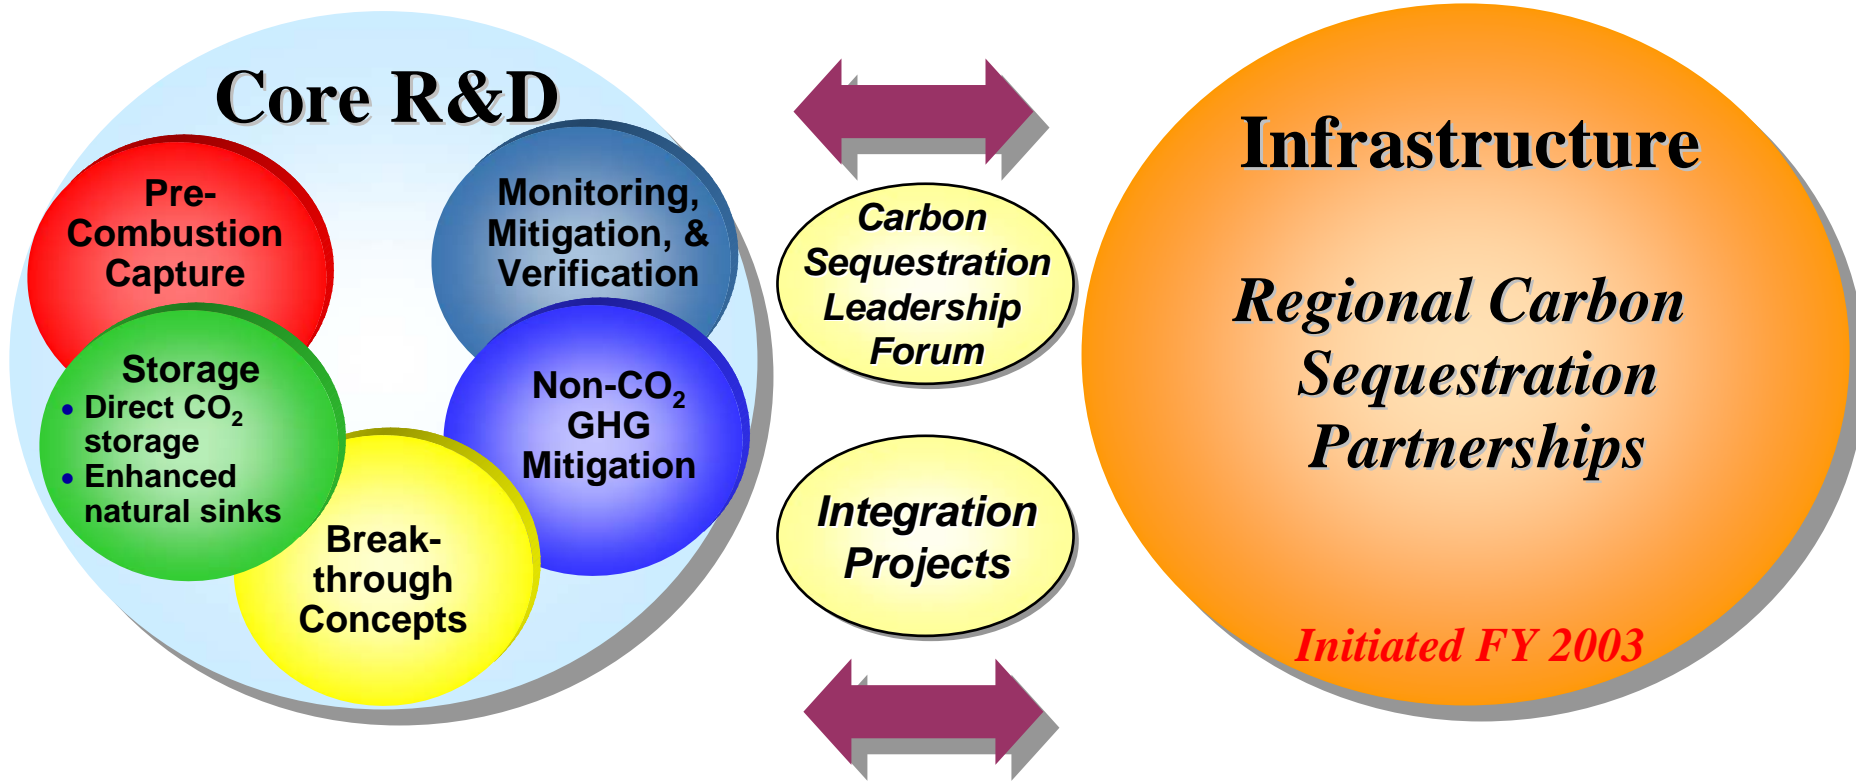 Core R&D
Pre-
Combustion
Capture
Monitoring,
Mitigation, &
Verification
Storage
• Direct CO₂
storage
• Enhanced
natural sinks
Non-CO₂
GHG
Mitigation
Break-
through
Concepts
Carbon
Sequestration
Leadership
Forum
Integration
Projects
Infrastructure
Regional Carbon
Sequestration
Partnerships
Initiated FY 2003